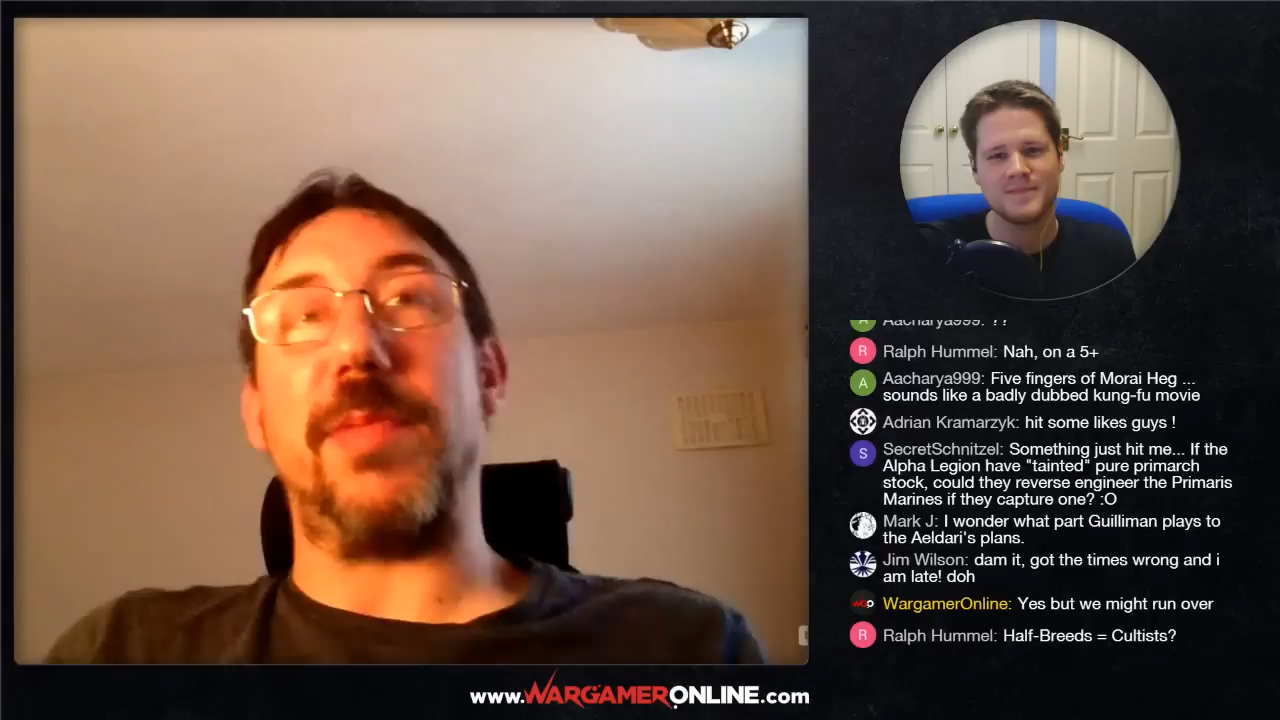 Aacharya999: ??
Ralph Hummel: Nah, on a 5+
Aacharya999: Five fingers of Morai Heg ...
sounds like a badly dubbed kung-fu movie
Adrian Kramarzyk: hit some likes guys !
SecretSchnitzel: Something just hit me... If the
Alpha Legion have "tainted" pure primarch
stock, could they reverse engineer the Primaris
Marines if they capture one? :O
Mark J: I wonder what part Guilliman plays to
the Aeldari's plans.
Jim Wilson: dam it, got the times wrong and i
am late! doh
WargamerOnline: Yes but we might run over
Ralph Hummel: Half-Breeds = Cultists?
www.WARGAMERONLINE.com